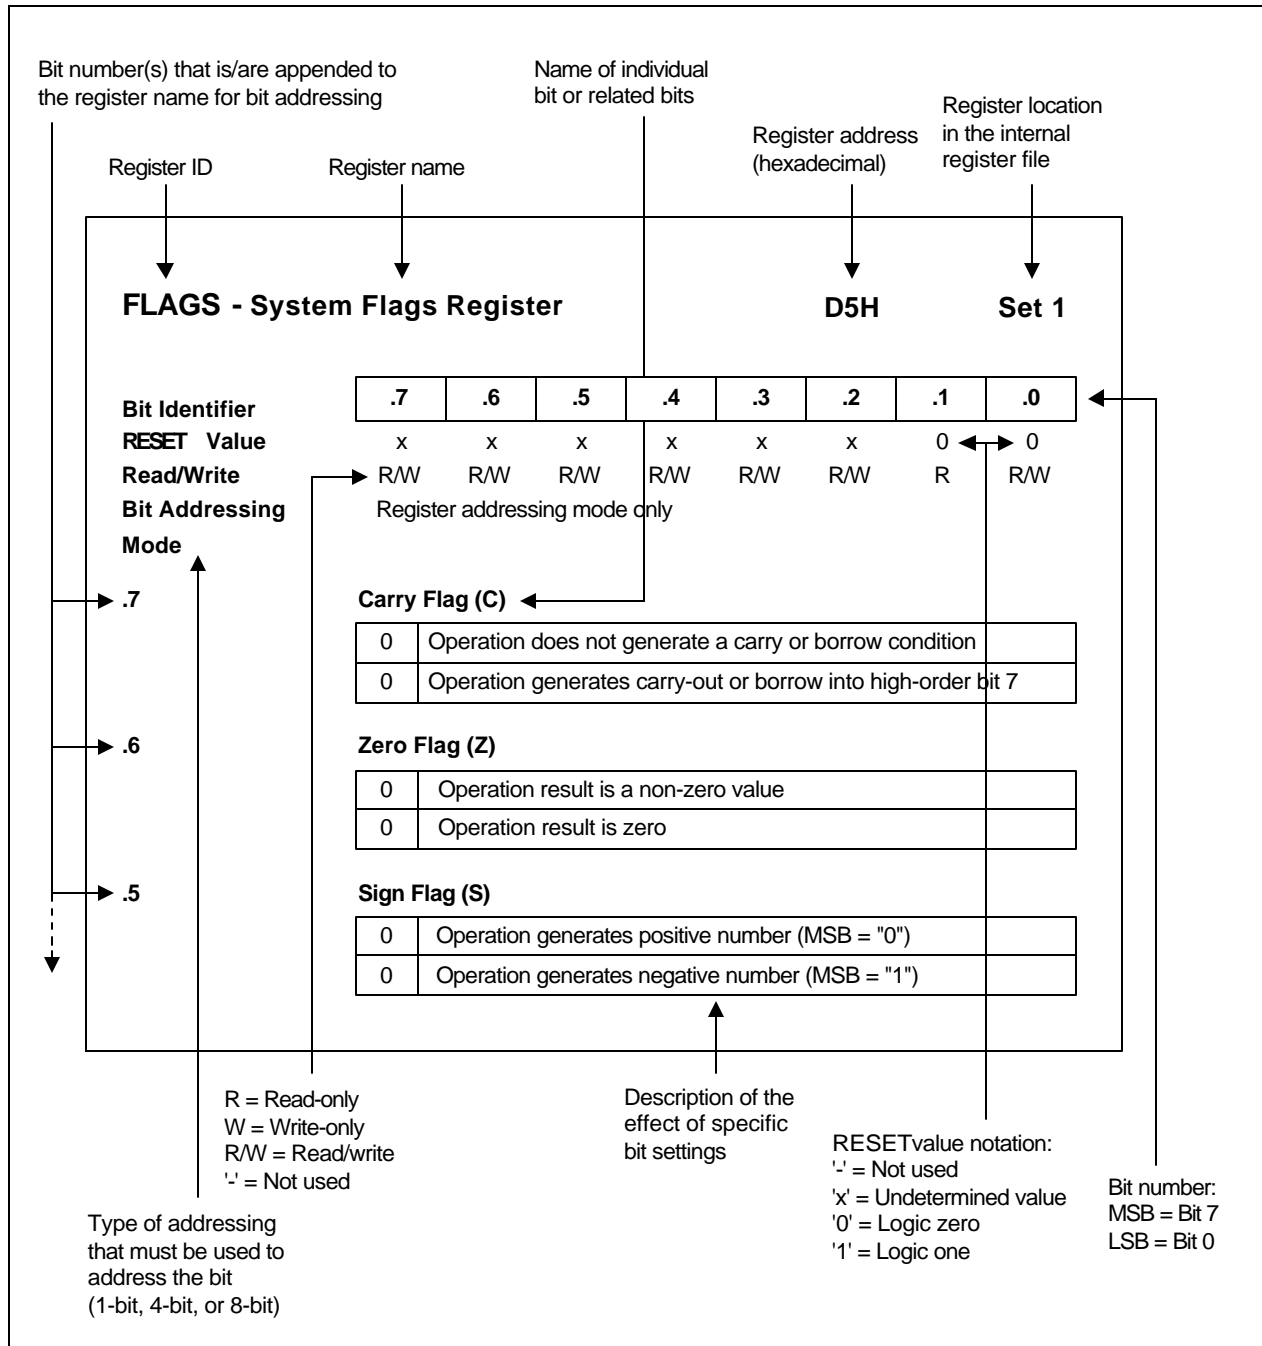 Bit number(s) that is/are appended to
the register name for bit addressing
Name of individual
bit or related bits
Register address
(hexadecimal)
Register location
in the internal
register file
Register ID
Register name
FLAGS - System Flags Register D5H Set 1
Bit Identifier .7 .6 .5 .4 .3 .2 .1 .0
RESET Value x x x x x x 0 0
Read/Write R/W R/W R/W R/W R/W R/W R R/W
Bit Addressing Register addressing mode only
Mode
.7 Carry Flag (C)
0 Operation does not generate a carry or borrow condition
0 Operation generates carry-out or borrow into high-order bit 7
.6 Zero Flag (Z)
0 Operation result is a non-zero value
0 Operation result is zero
.5 Sign Flag (S)
0 Operation generates positive number (MSB = "0")
0 Operation generates negative number (MSB = "1")
R = Read-only
W = Write-only
R/W = Read/write
'-' = Not used
Description of the
effect of specific
bit settings
RESETvalue notation:
'-' = Not used
'x' = Undetermined value
'0' = Logic zero
'1' = Logic one
Bit number:
MSB = Bit 7
LSB = Bit 0
Type of addressing
that must be used to
address the bit
(1-bit, 4-bit, or 8-bit)